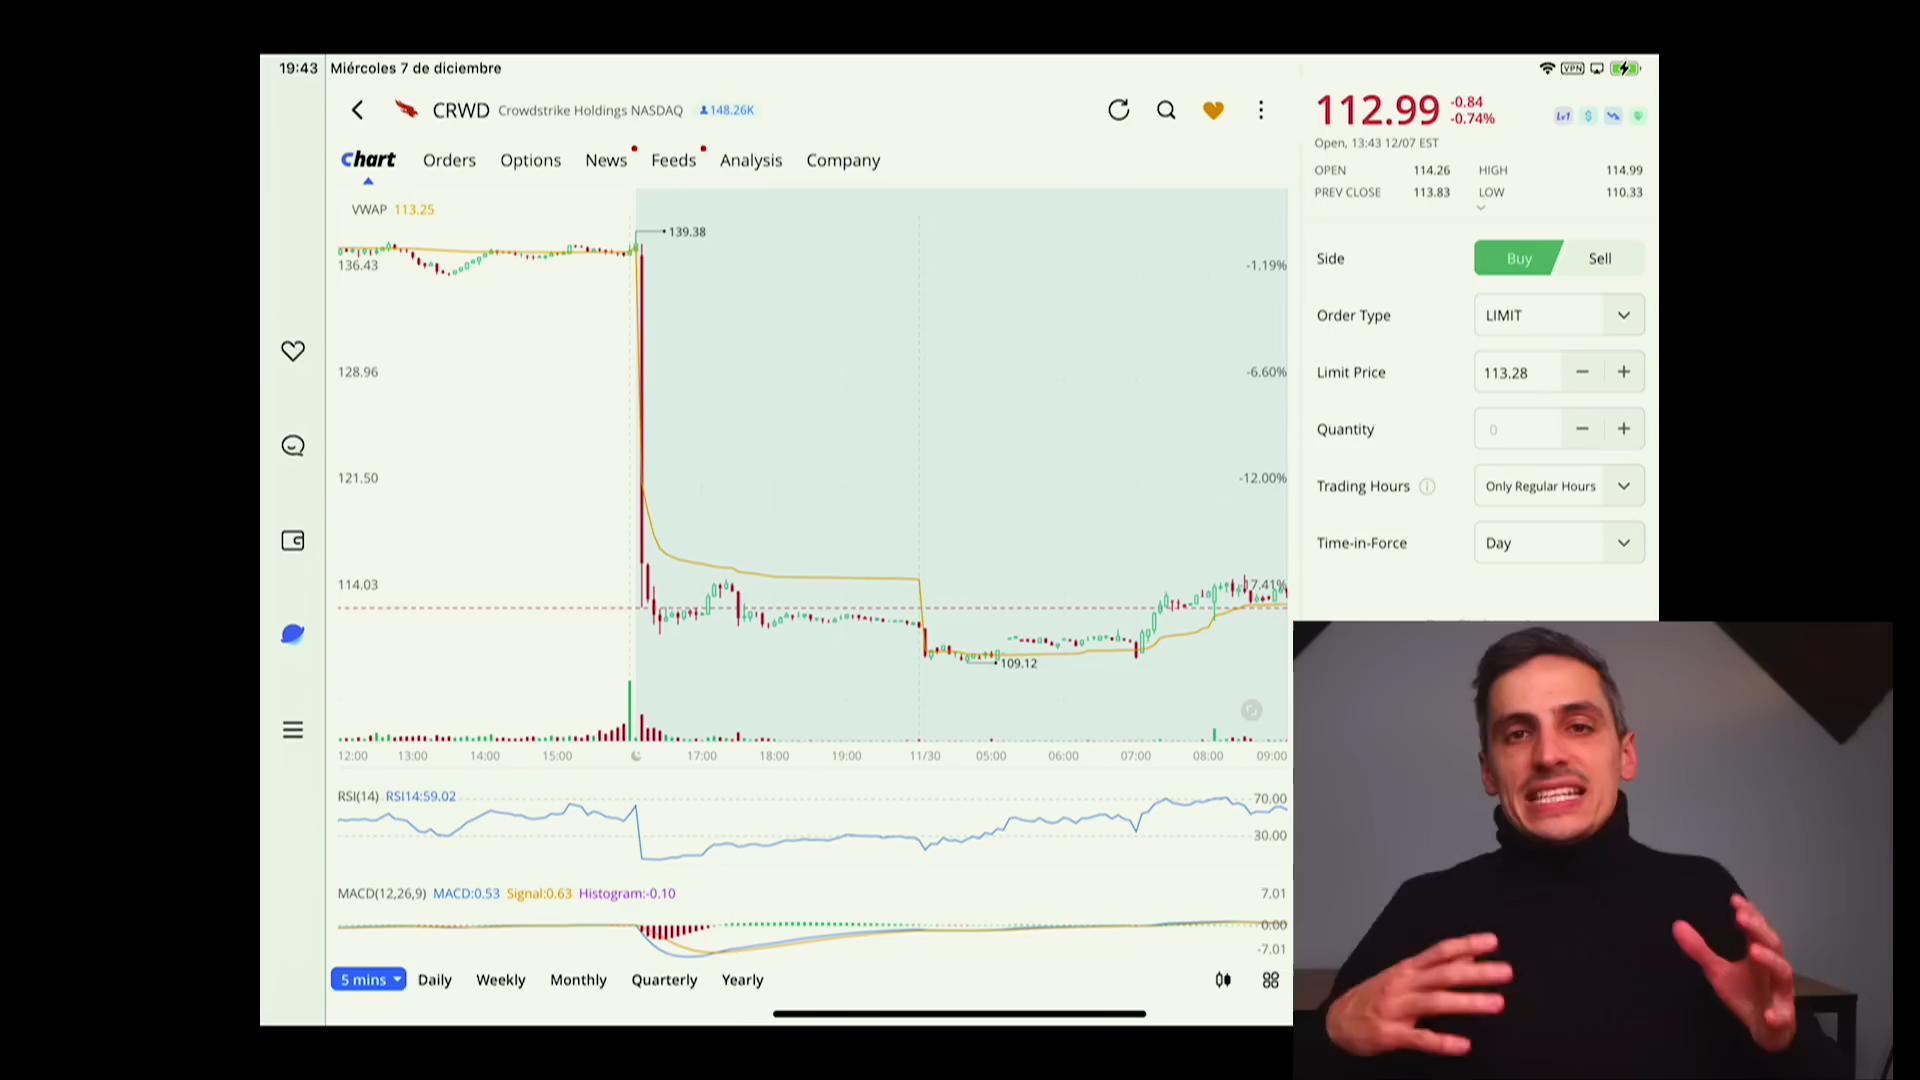 19:43 Miércoles 7 de diciembre
VPN
CRWD Crowdstrike Holdings NASDAQ 148.26K
Chart Orders Options News Feeds Analysis Company
VWAP 113.25
139.38
136.43 -1.19%
128.96 -6.60%
121.50 -12.00%
114.03 17.41%
109.12
12:00 13:00 14:00 15:00 17:00 18:00 19:00 11/30 05:00 06:00 07:00 08:00 09:00
RSI(14) RSI14:59.02
70.00
30.00
MACD(12,26,9) MACD:0.53 Signal:0.63 Histogram:-0.10
7.01
0.00
-7.01
5 mins Daily Weekly Monthly Quarterly Yearly
112.99 -0.84
-0.74%
Lv1 $
Open, 13:43 12/07 EST
OPEN 114.26 HIGH 114.99
PREV CLOSE 113.83 LOW 110.33
Side Buy Sell
Order Type LIMIT
Limit Price 113.28 − +
Quantity 0 − +
Trading Hours Only Regular Hours
Time-in-Force Day